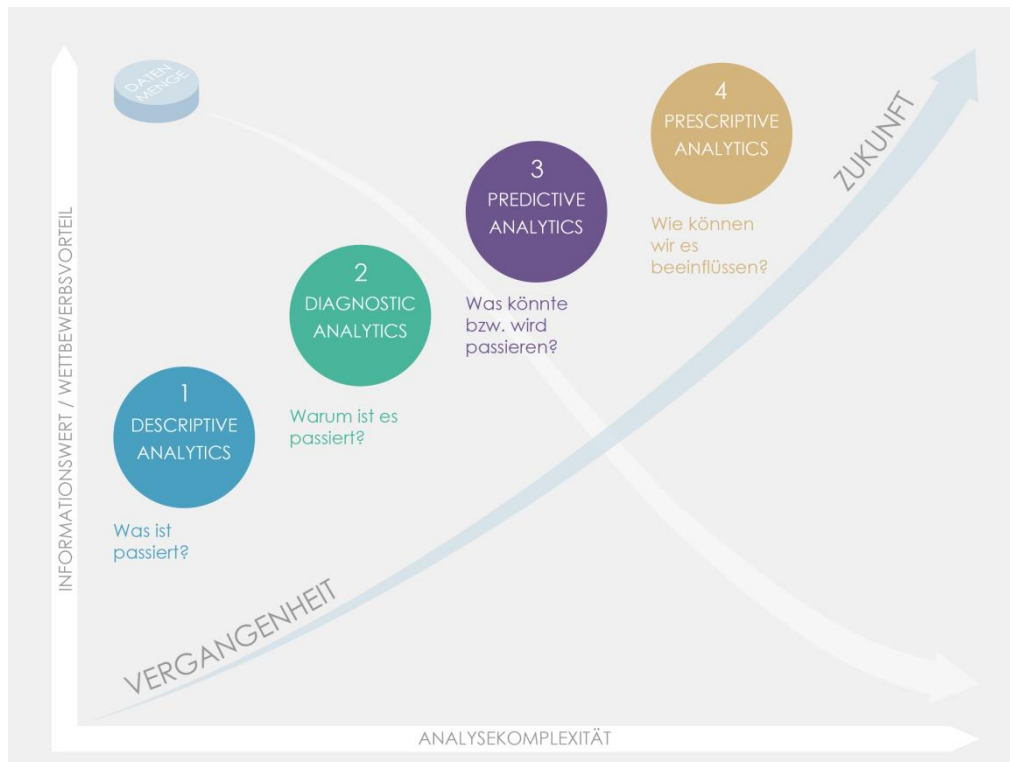 DATEN
MENGE
INFORMATIONSWERT / WETTBEWERBSVORTEIL
1
DESCRIPTIVE
ANALYTICS
Was ist
passiert?
2
DIAGNOSTIC
ANALYTICS
Warum ist es
passiert?
3
PREDICTIVE
ANALYTICS
Was könnte
bzw. wird
passieren?
4
PRESCRIPTIVE
ANALYTICS
Wie können
wir es
beeinflüssen?
VERGANGENHEIT
ZUKUNFT
ANALYSEKOMPLEXITÄT